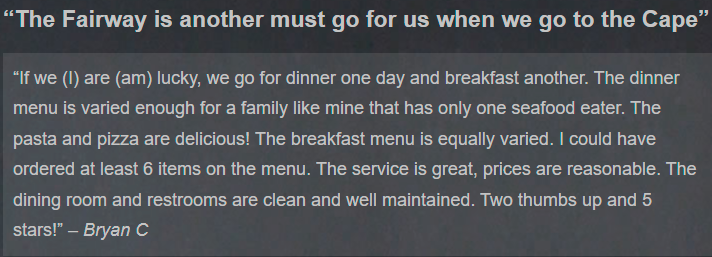 “The Fairway is another must go for us when we go to the Cape”
“If we (I) are (am) lucky, we go for dinner one day and breakfast another. The dinner
menu is varied enough for a family like mine that has only one seafood eater. The
pasta and pizza are delicious! The breakfast menu is equally varied. I could have
ordered at least 6 items on the menu. The service is great, prices are reasonable. The
dining room and restrooms are clean and well maintained. Two thumbs up and 5
stars!” – Bryan C